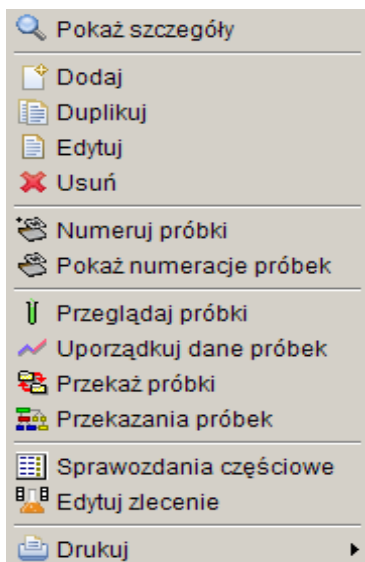 Pokaż szczegóły
Dodaj
Duplikuj
Edytuj
Usuń
Numeruj próbki
Pokaż numeracje próbek
Przeglądaj próbki
Uporządkuj dane próbek
Przekaż próbki
Przekazania próbek
Sprawozdania częściowe
Edytuj zlecenie
Drukuj